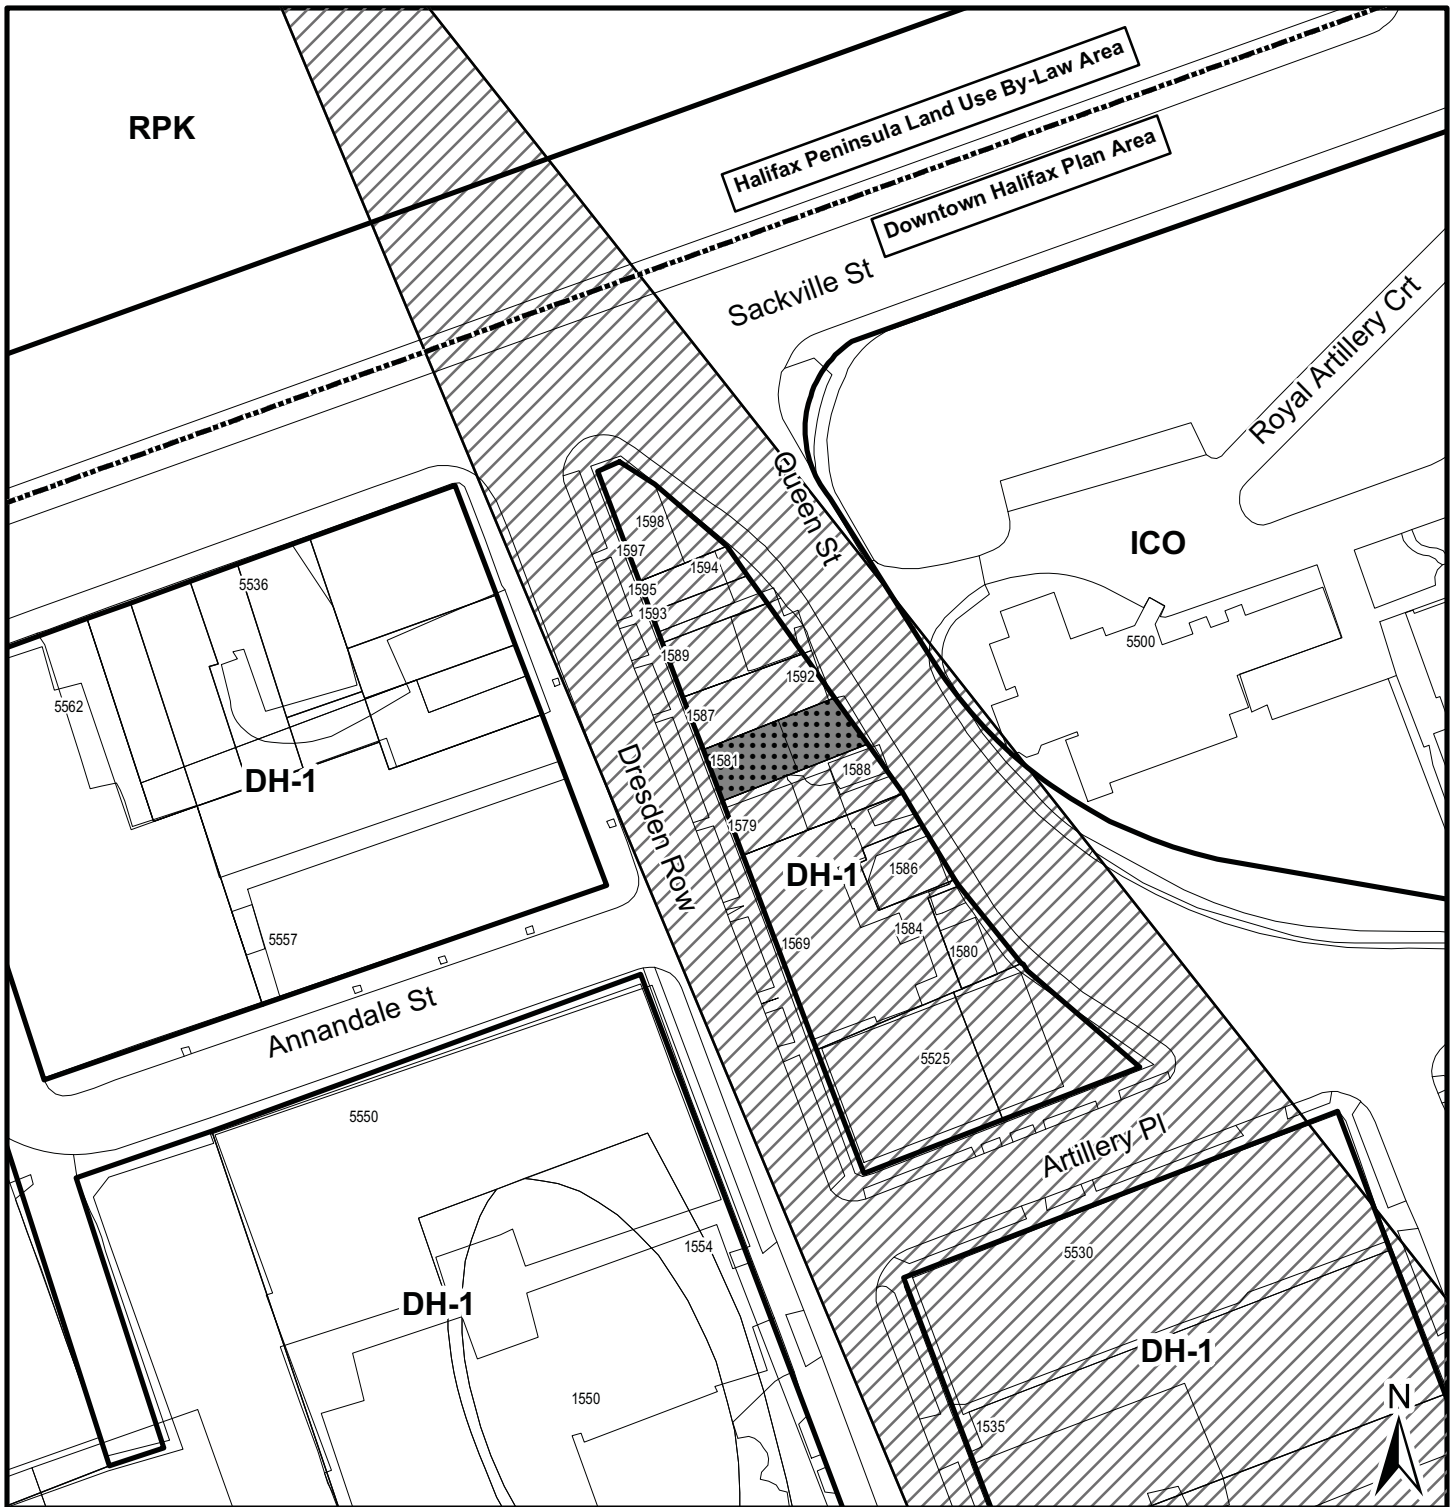 RPK
Halifax Peninsula Land Use By-Law Area
Downtown Halifax Plan Area
Sackville St
Royal Artillery Crt
Queen St
ICO
1598
1597
1594
5536
1595
1593
5500
1589
1592
5562
1587
DH-1
1581
1588
Dresden Row
1579
DH-1
1586
1584
5557
1569
1580
Annandale St
5525
5550
Artillery Pl
1554
5530
DH-1
DH-1
1550
N
1535